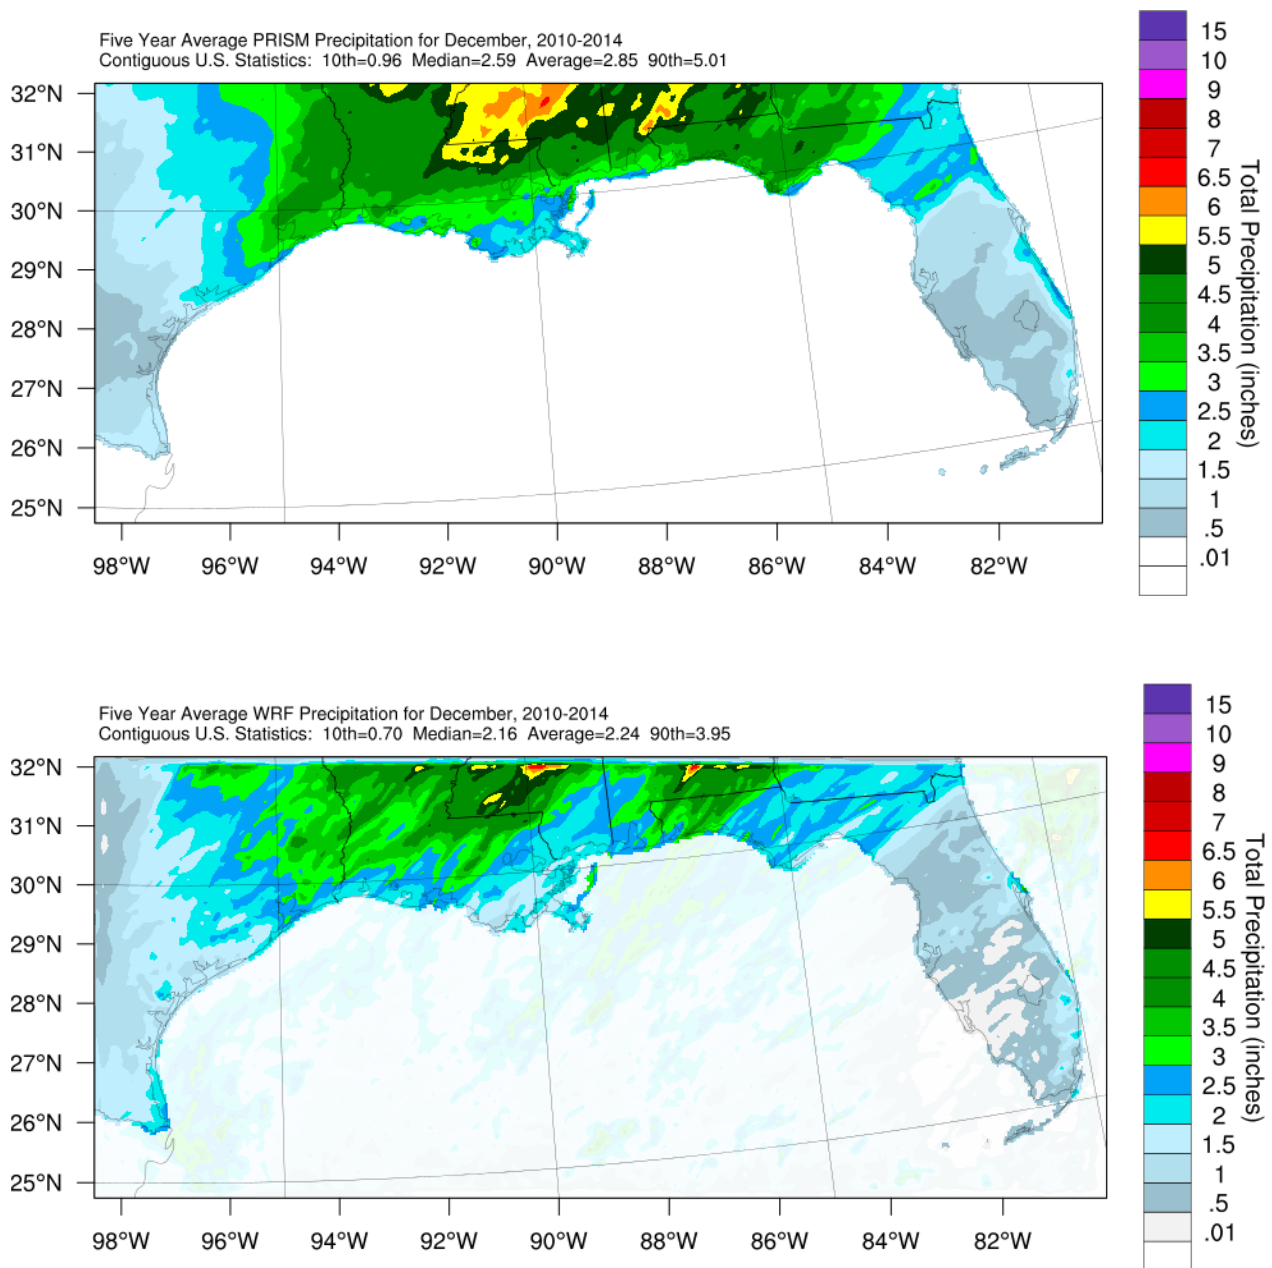 Five Year Average PRISM Precipitation for December, 2010-2014
Contiguous U.S. Statistics:  10th=0.96  Median=2.59  Average=2.85  90th=5.01
32°N
31°N
30°N
29°N
28°N
27°N
26°N
25°N
98°W
96°W
94°W
92°W
90°W
88°W
86°W
84°W
82°W
15
10
9
8
7
6.5
6
5.5
5
4.5
4
3.5
3
2.5
2
1.5
1
.5
.01
Total Precipitation (inches)
Five Year Average WRF Precipitation for December, 2010-2014
Contiguous U.S. Statistics:  10th=0.70  Median=2.16  Average=2.24  90th=3.95
32°N
31°N
30°N
29°N
28°N
27°N
26°N
25°N
98°W
96°W
94°W
92°W
90°W
88°W
86°W
84°W
82°W
15
10
9
8
7
6.5
6
5.5
5
4.5
4
3.5
3
2.5
2
1.5
1
.5
.01
Total Precipitation (inches)